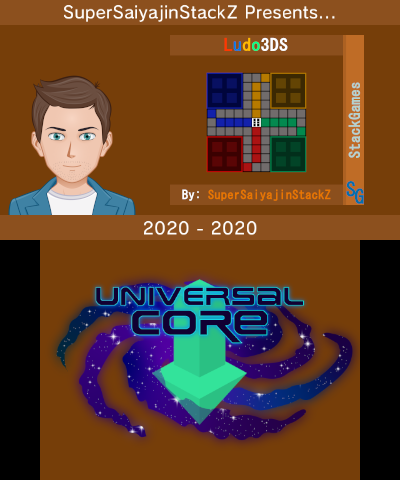 SuperSaiyajinStackZ Presents...
Ludo3DS
StackGames
By: SuperSaiyajinStackZ
SG
2020 - 2020
UNIVERSAL
CORE